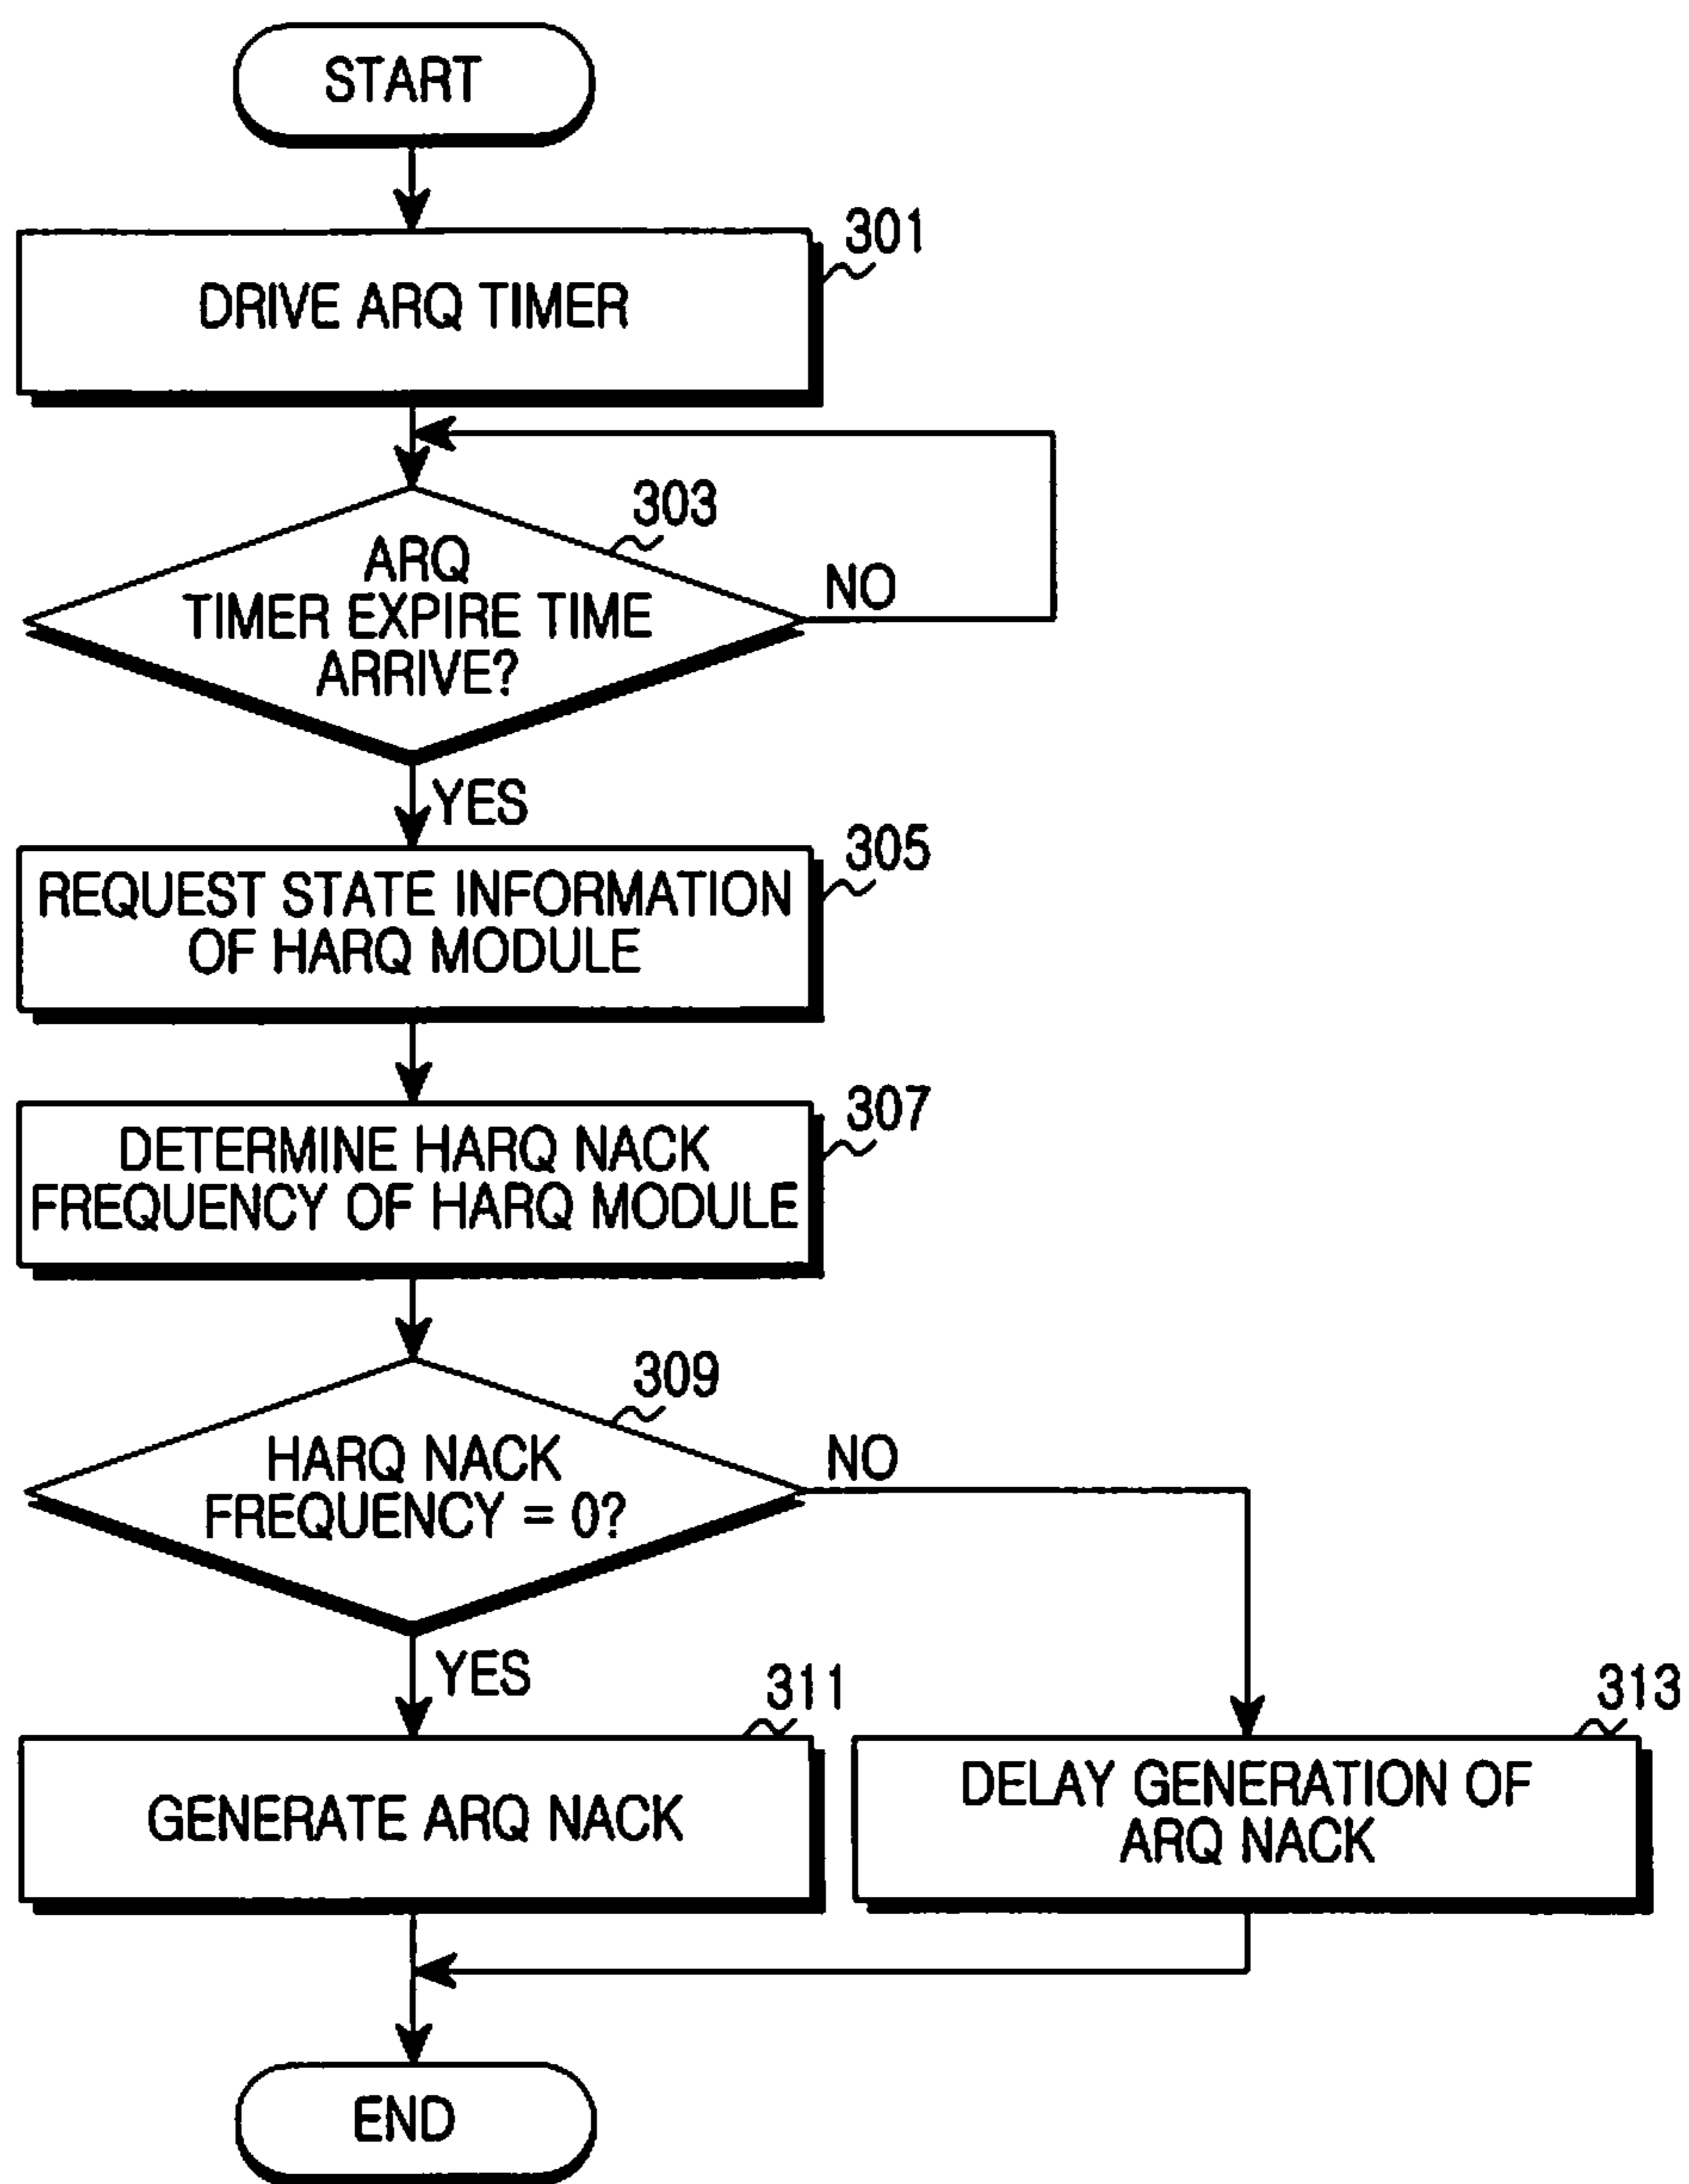 START
301
DRIVE ARQ TIMER
303
ARQ
TIMER EXPIRE TIME
ARRIVE?
NO
YES
305
REQUEST STATE INFORMATION
OF HARQ MODULE
307
DETERMINE HARQ NACK
FREQUENCY OF HARQ MODULE
309
HARQ NACK
FREQUENCY = 0?
NO
YES
311
GENERATE ARQ NACK
313
DELAY GENERATION OF
ARQ NACK
END